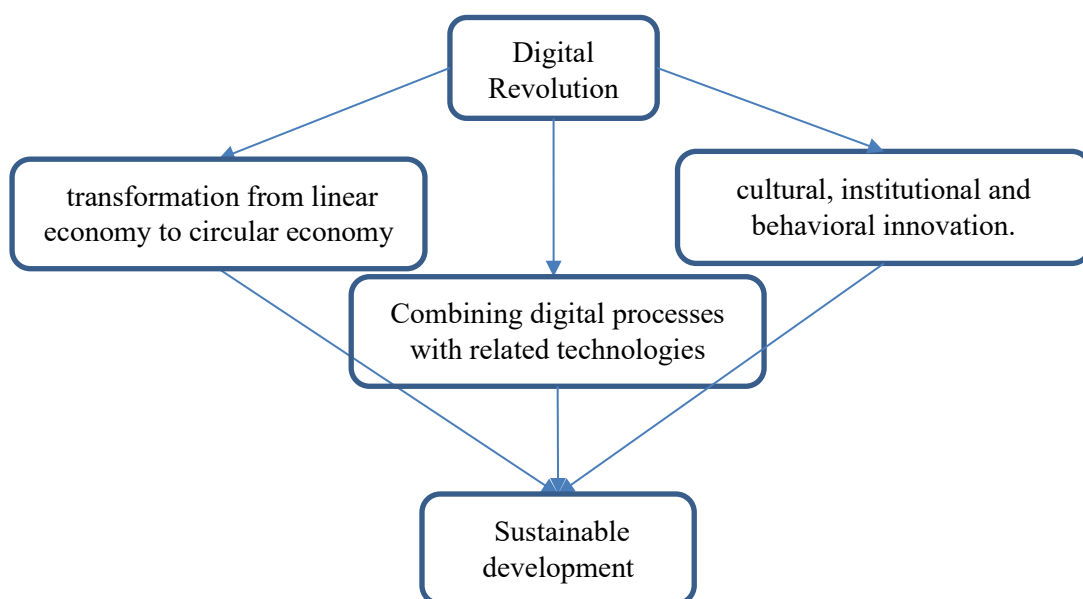 Digital
Revolution
transformation from linear
economy to circular economy
cultural, institutional and
behavioral innovation.
Combining digital processes
with related technologies
Sustainable
development